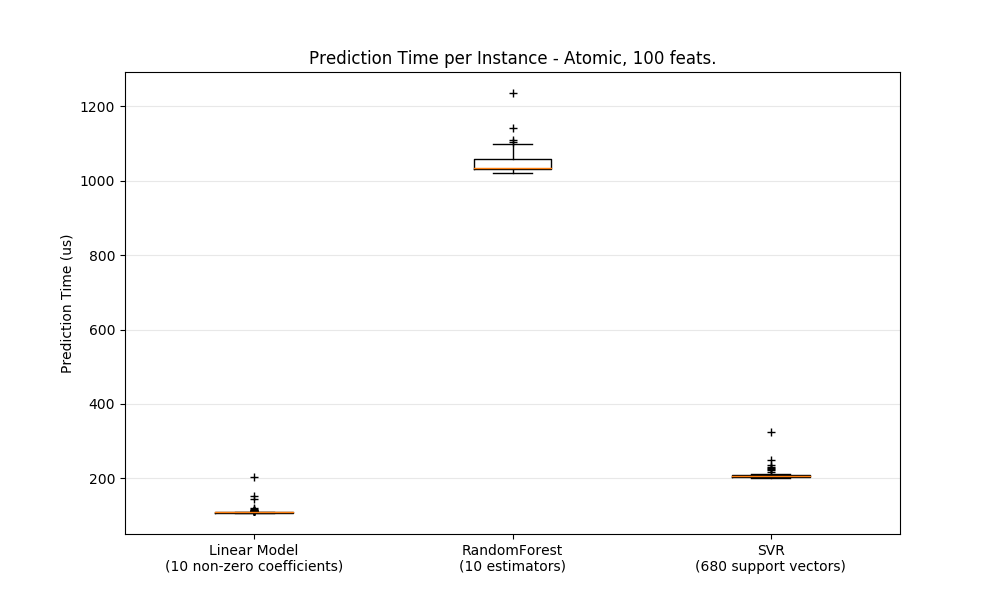 Prediction Time per Instance - Atomic, 100 feats.
Prediction Time (us)
1200
1000
800
600
400
200
Linear Model
(10 non-zero coefficients)
RandomForest
(10 estimators)
SVR
(680 support vectors)